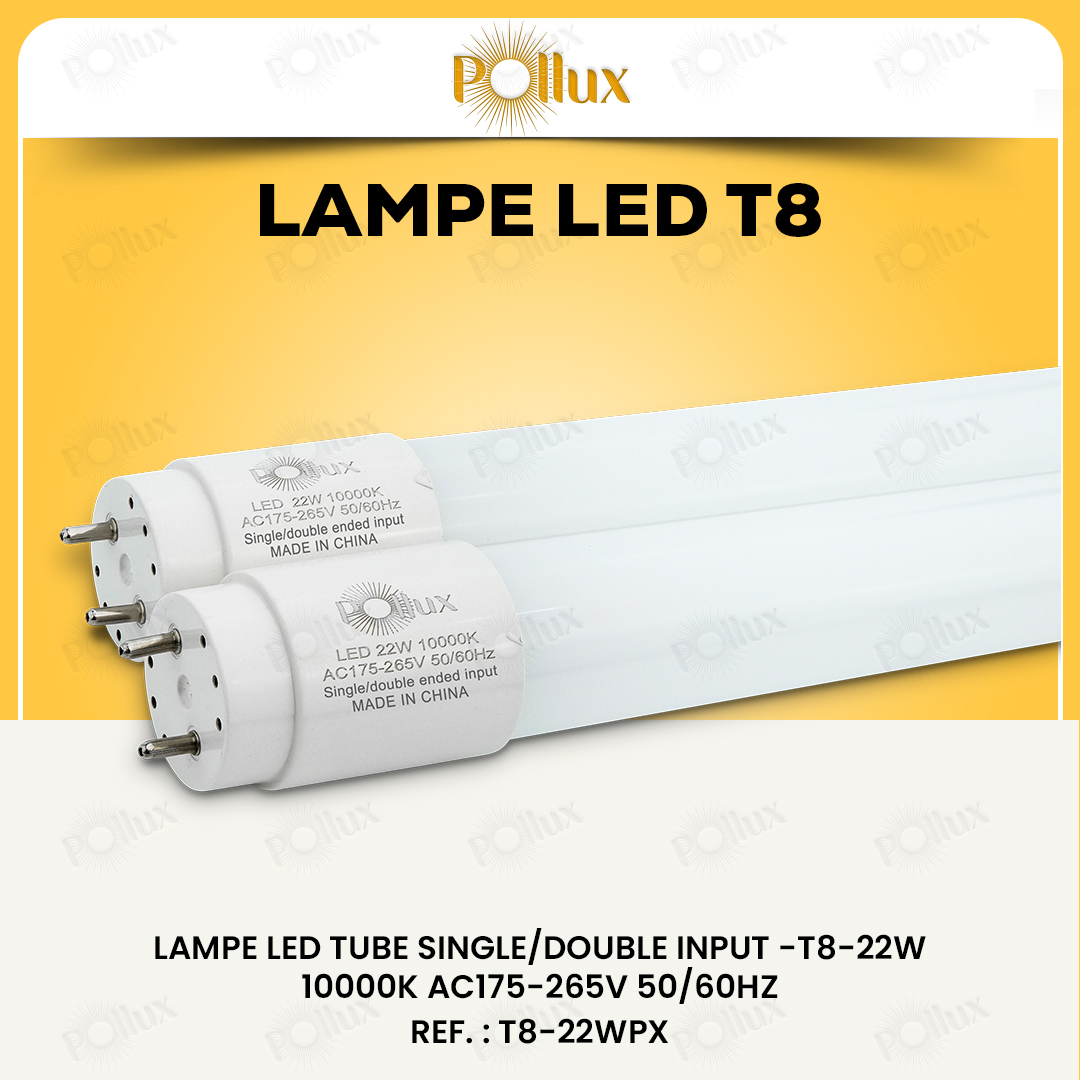 Pollux
LAMPE LED T8
Pollux
LED 22W 10000K
AC175-265V 50/60Hz
Single/double ended input
MADE IN CHINA
Pollux
LED 22W 10000K
AC175-265V 50/60Hz
Single/double ended input
MADE IN CHINA
LAMPE LED TUBE SINGLE/DOUBLE INPUT -T8-22W
10000K AC175-265V 50/60HZ
REF. : T8-22WPX